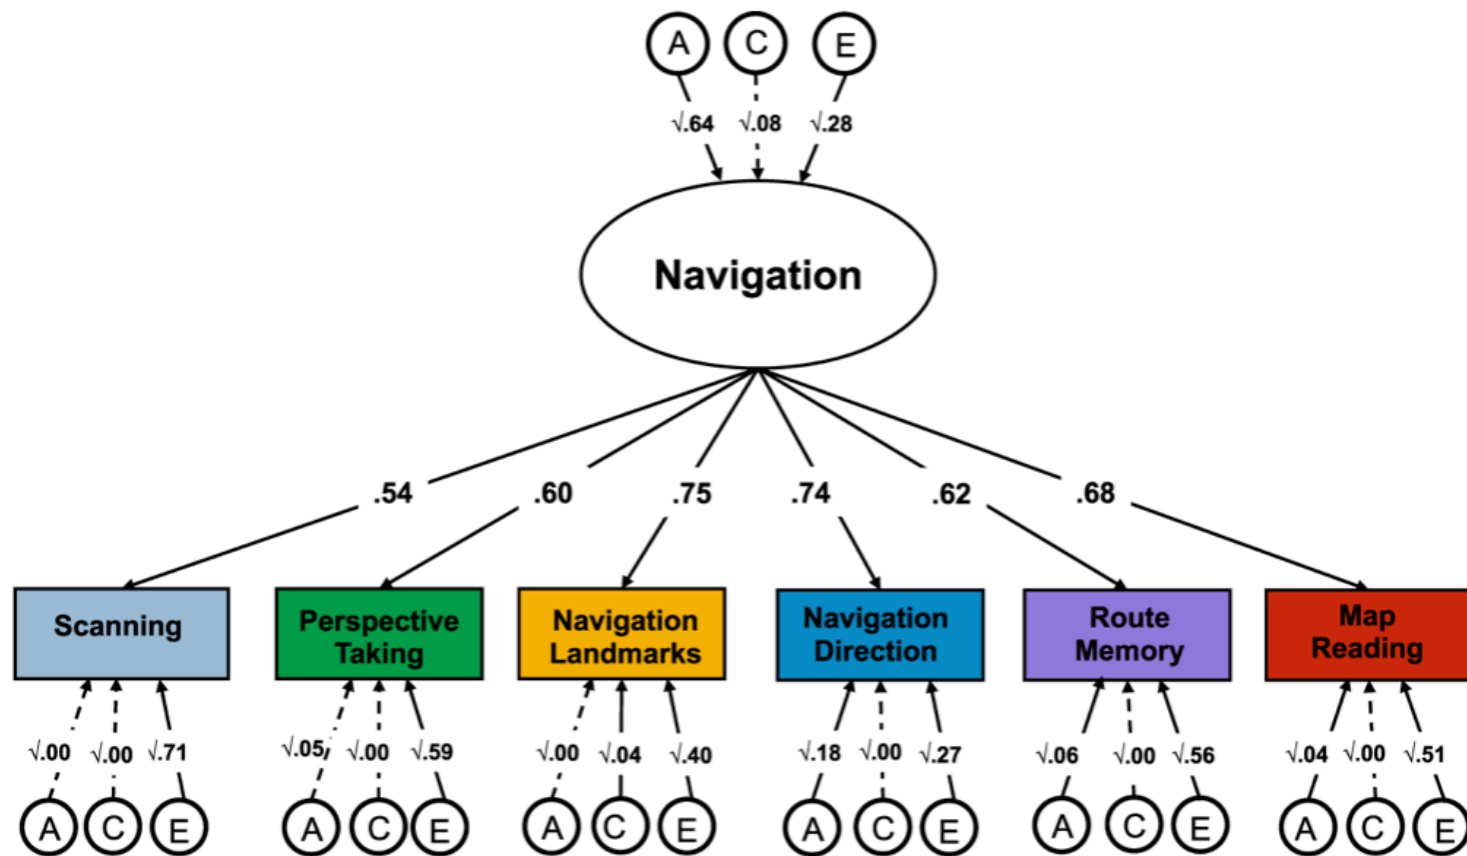 A C E
√.64 √.08 √.28
Navigation
.54 .60 .75 .74 .62 .68
Scanning
Perspective
Taking
Navigation
Landmarks
Navigation
Direction
Route
Memory
Map
Reading
√.00 √.00 √.71
√.05 √.00 √.59
√.00 √.04 √.40
√.18 √.00 √.27
√.06 √.00 √.56
√.04 √.00 √.51
A C E
A C E
A C E
A C E
A C E
A C E